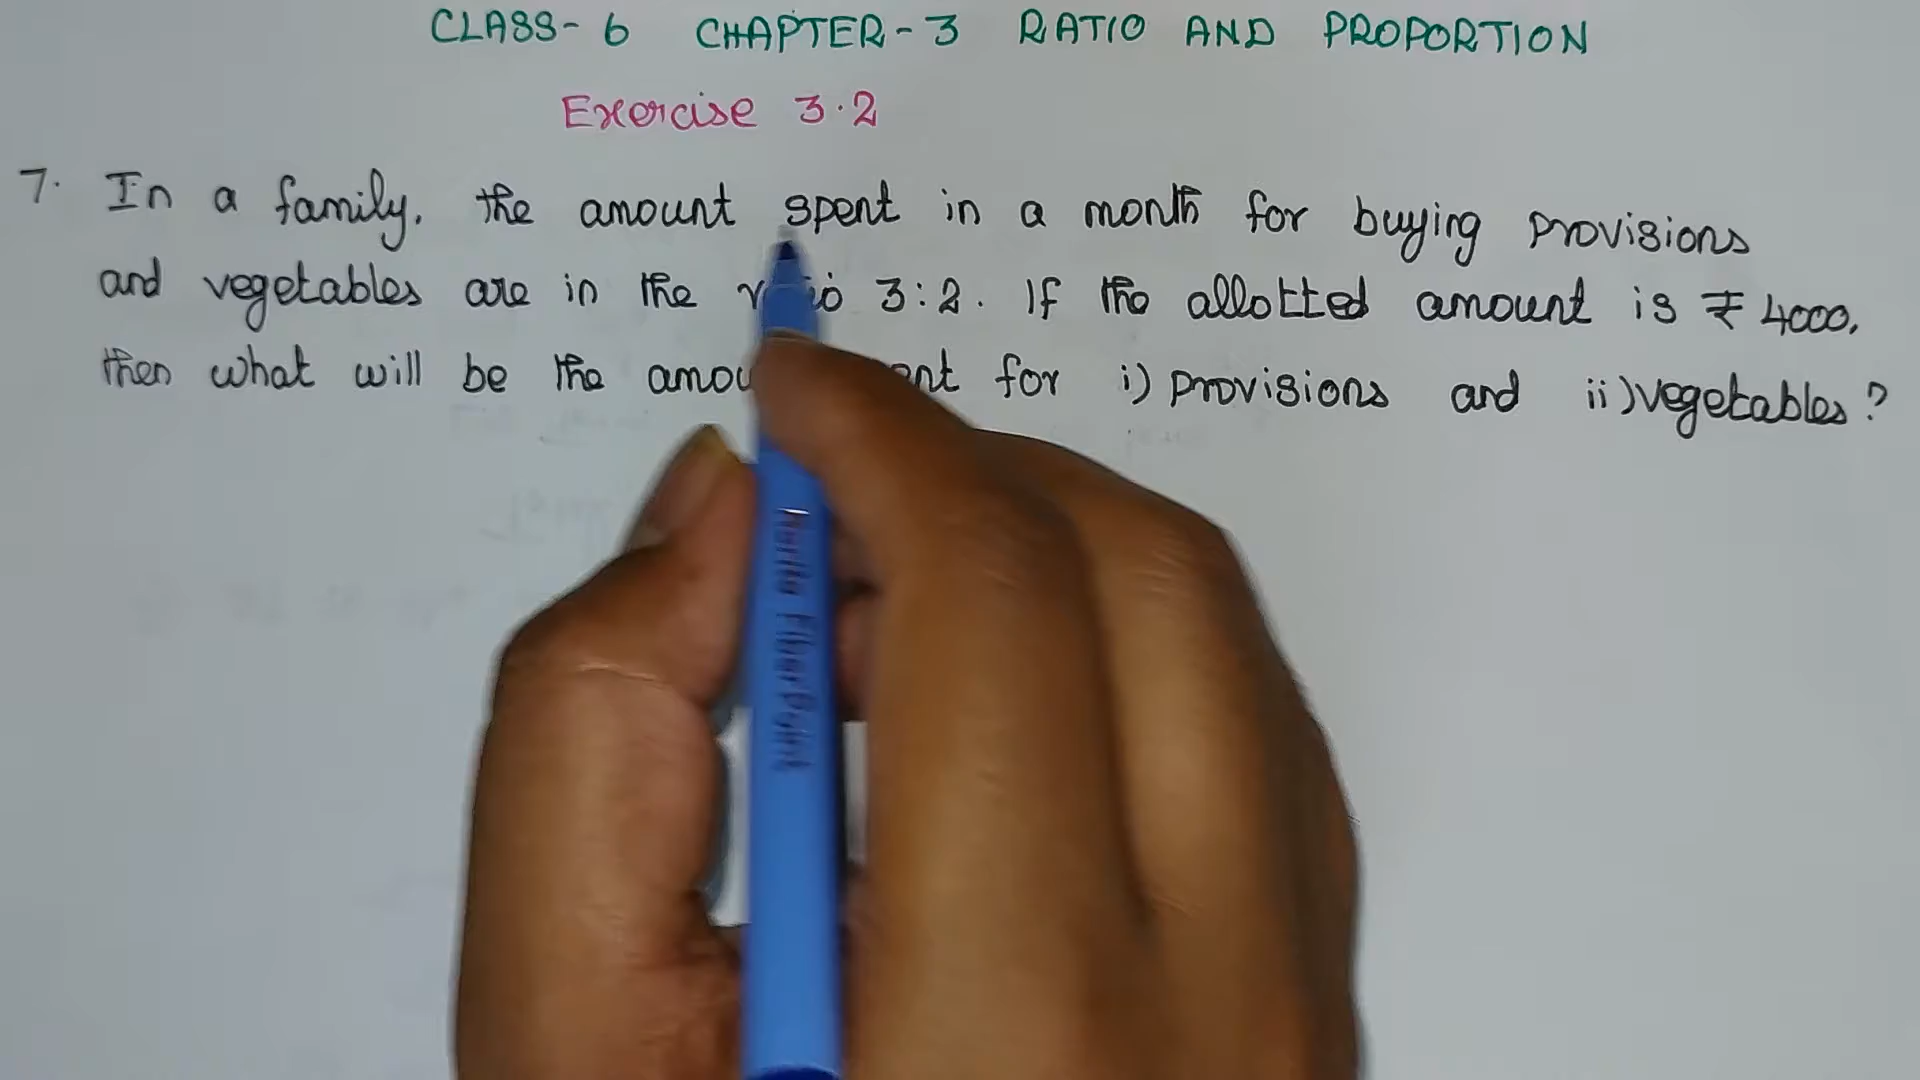 CLASS- 6 CHAPTER- 3 RATIO AND PROPORTION
Exercise 3.2
7. In a family, the amount spent in a month for buying provisions
and vegetables are in the 3:2. If the allotted amount is ₹ 4000,
then what will be the for i) provisions and ii) vegetables?